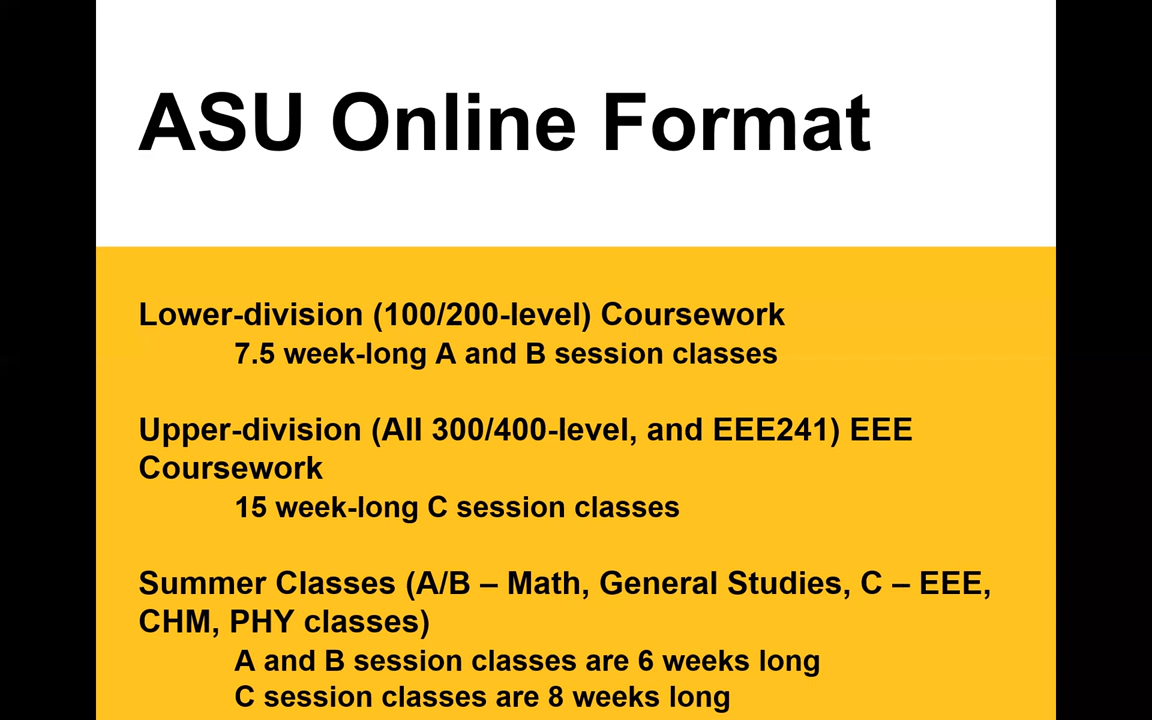 ASU Online Format
Lower-division (100/200-level) Coursework
7.5 week-long A and B session classes
Upper-division (All 300/400-level, and EEE241) EEE
Coursework
15 week-long C session classes
Summer Classes (A/B – Math, General Studies, C – EEE,
CHM, PHY classes)
A and B session classes are 6 weeks long
C session classes are 8 weeks long